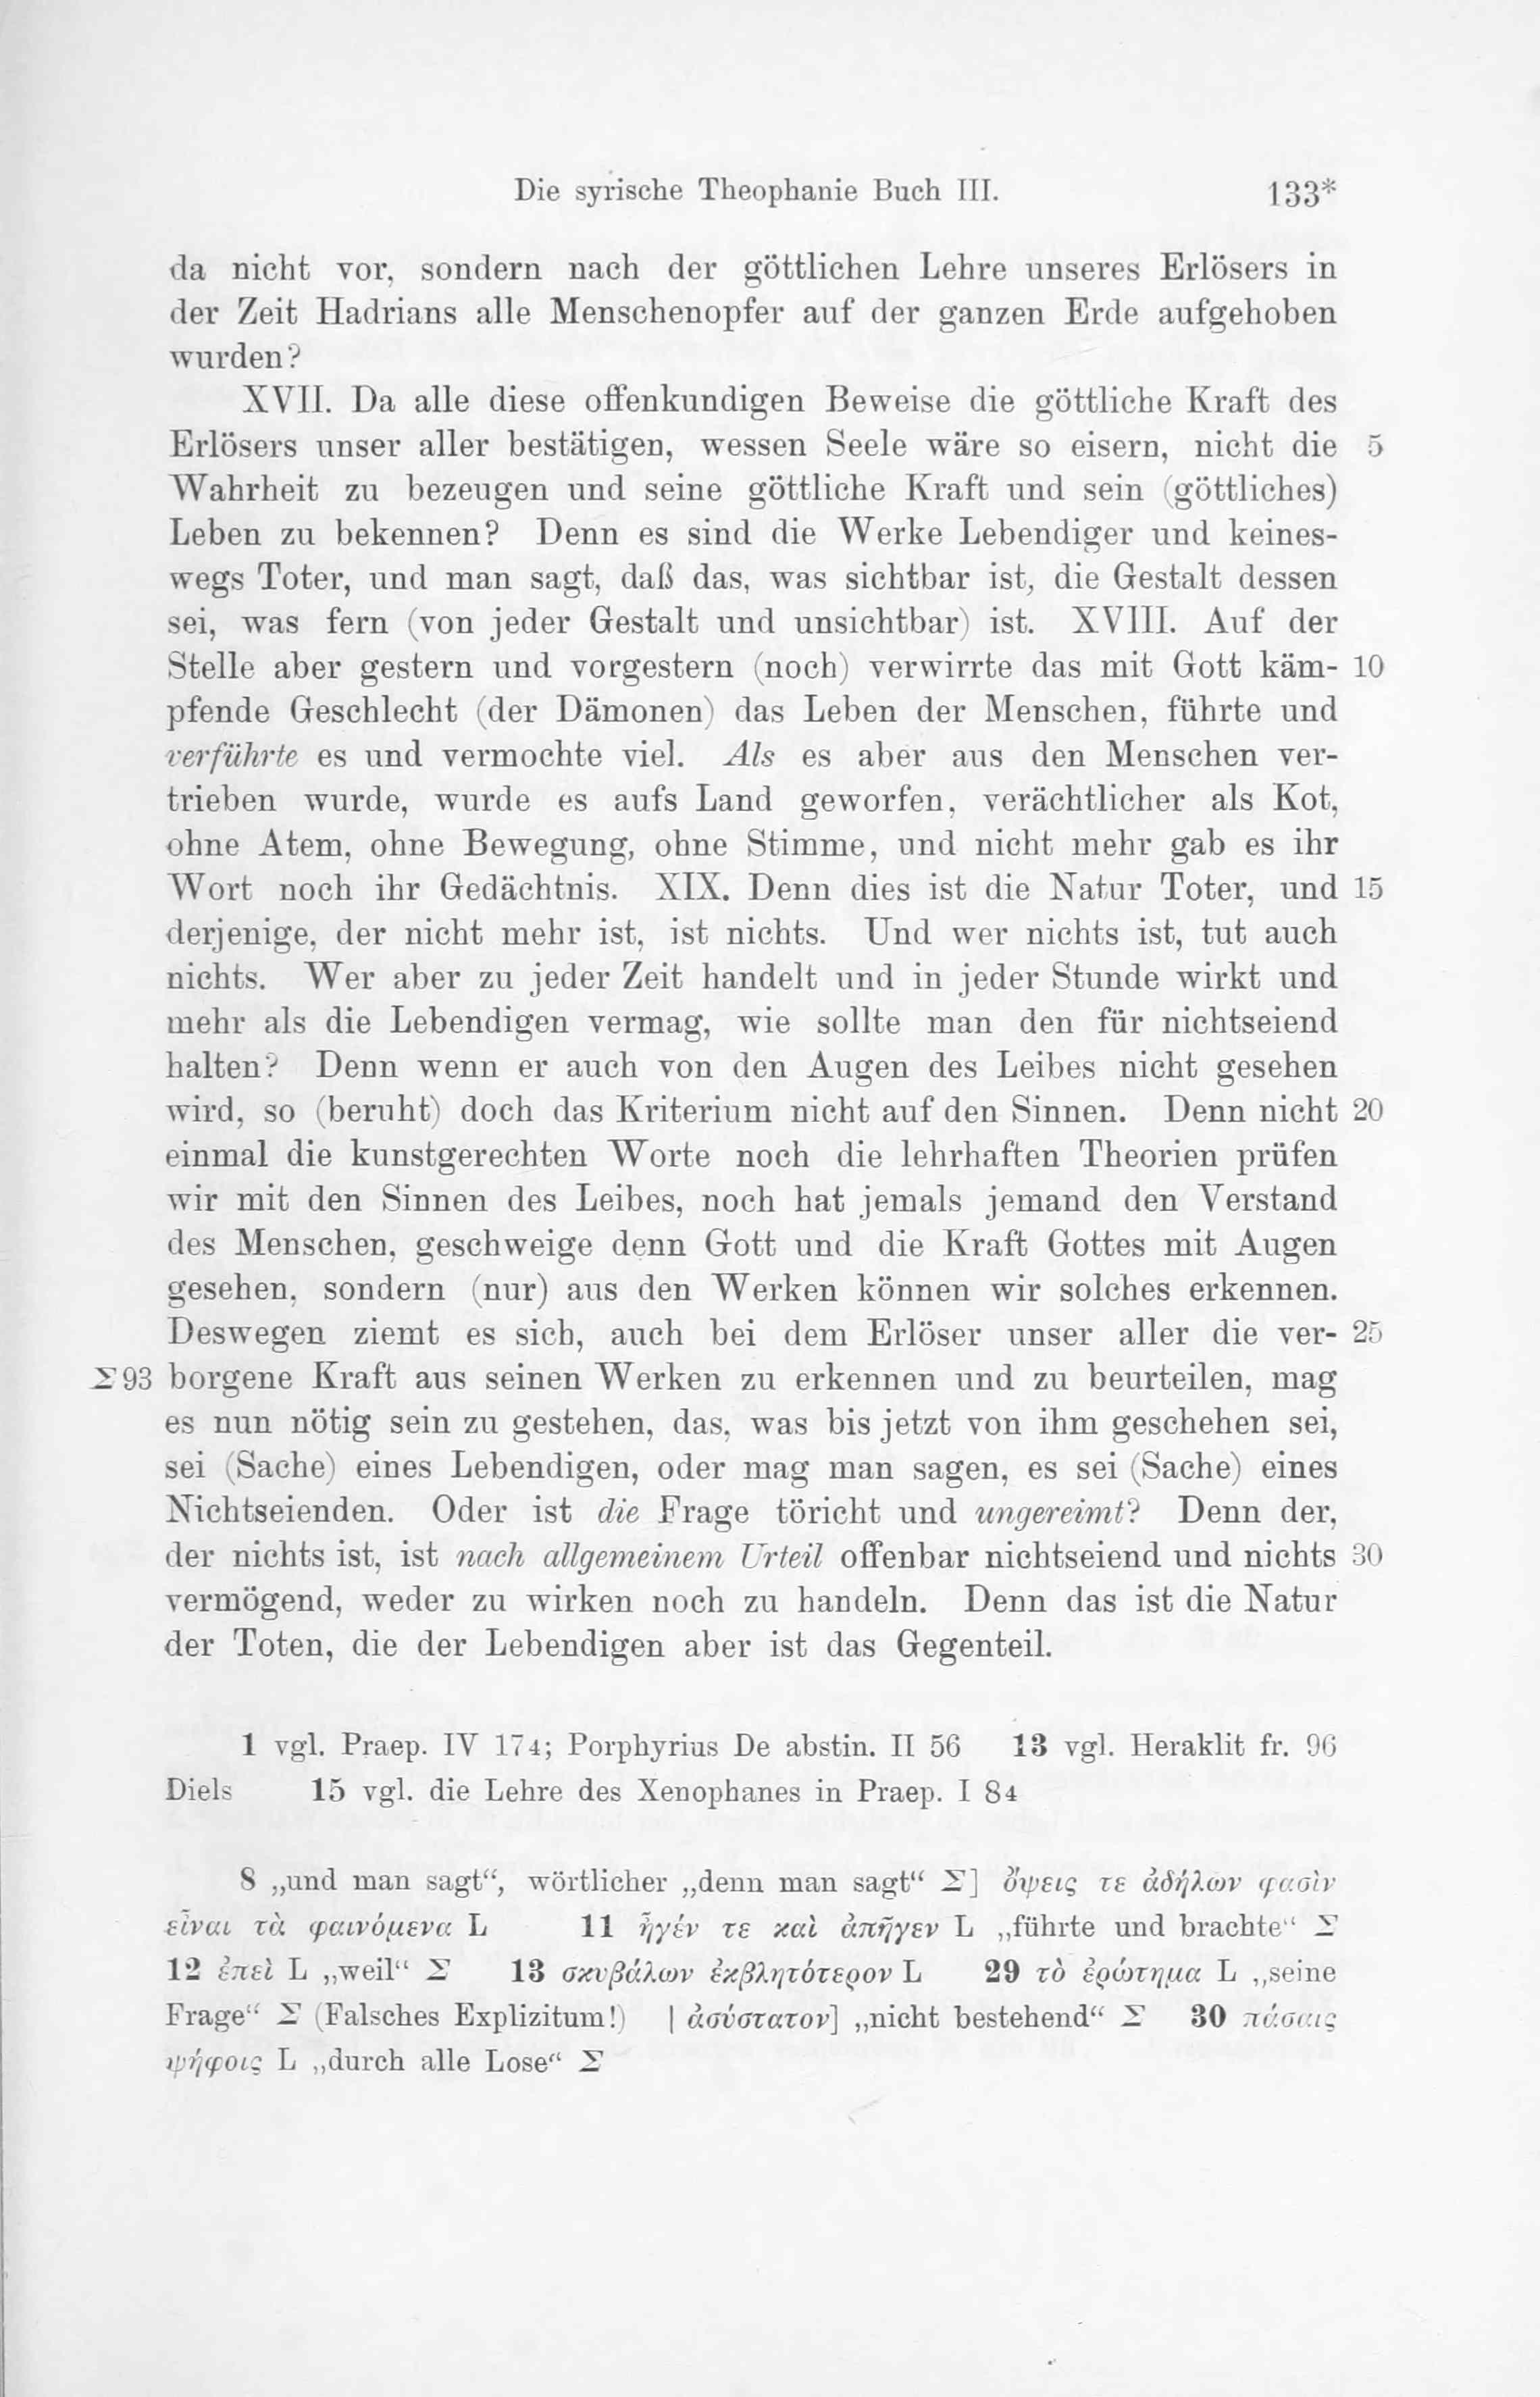 Die syrische Theophanie Buch III. 133*
da nicht vor, sondern nach der göttlichen Lehre unseres Erlösers in
der Zeit Hadrians alle Menschenopfer auf der ganzen Erde aufgehoben
wurden?
XVII. Da alle diese offenkundigen Beweise die göttliche Kraft des
Erlösers unser aller bestätigen, wessen Seele wäre so eisern, nicht die 5
Wahrheit zu bezeugen und seine göttliche Kraft und sein (göttliches)
Leben zu bekennen? Denn es sind die Werke Lebendiger und keines-
wegs Toter, und man sagt, daß das, was sichtbar ist, die Gestalt dessen
sei, was fern (von jeder Gestalt und unsichtbar) ist. XVIII. Auf der
Stelle aber gestern und vorgestern (noch) verwirrte das mit Gott käm- 10
pfende Geschlecht (der Dämonen) das Leben der Menschen, führte und
verführte es und vermochte viel. Als es aber aus den Menschen ver-
trieben wurde, wurde es aufs Land geworfen, verächtlicher als Kot,
ohne Atem, ohne Bewegung, ohne Stimme, und nicht mehr gab es ihr
Wort noch ihr Gedächtnis. XIX. Denn dies ist die Natur Toter, und 15
derjenige, der nicht mehr ist, ist nichts. Und wer nichts ist, tut auch
nichts. Wer aber zu jeder Zeit handelt und in jeder Stunde wirkt und
mehr als die Lebendigen vermag, wie sollte man den für nichtseiend
halten? Denn wenn er auch von den Augen des Leibes nicht gesehen
wird, so (beruht) doch das Kriterium nicht auf den Sinnen. Denn nicht 20
einmal die kunstgerechten Worte noch die lehrhaften Theorien prüfen
wir mit den Sinnen des Leibes, noch hat jemals jemand den Verstand
des Menschen, geschweige denn Gott und die Kraft Gottes mit Augen
gesehen, sondern (nur) aus den Werken können wir solches erkennen.
Deswegen ziemt es sich, auch bei dem Erlöser unser aller die ver- 25
Σ 93 borgene Kraft aus seinen Werken zu erkennen und zu beurteilen, mag
es nun nötig sein zu gestehen, das, was bis jetzt von ihm geschehen sei,
sei (Sache) eines Lebendigen, oder mag man sagen, es sei (Sache) eines
Nichtseienden. Oder ist die Frage töricht und ungereimt? Denn der,
der nichts ist, ist nach allgemeinem Urteil offenbar nichtseiend und nichts 30
vermögend, weder zu wirken noch zu handeln. Denn das ist die Natur
der Toten, die der Lebendigen aber ist das Gegenteil.
1 vgl. Praep. IV 174; Porphyrius De abstin. II 56 13 vgl. Heraklit fr. 96
Diels 15 vgl. die Lehre des Xenophanes in Praep. I 84
8 „und man sagt“, wörtlicher „denn man sagt“ Σ] ὄψεις τε ἀδήλων φασὶν
εἶναι τὰ φαινόμενα L 11 ἦγέν τε καὶ ἀπῆγεν L „führte und brachte“ Σ
12 ἐπεὶ L „weil“ Σ 13 σκυβάλων ἐκβλητότερον L 29 τὸ ἐρώτημα L „seine
Frage“ Σ (Falsches Explizitum!) | ἀσύστατον] „nicht bestehend“ Σ 30 πάσαις
ψήφοις L „durch alle Lose“ Σ